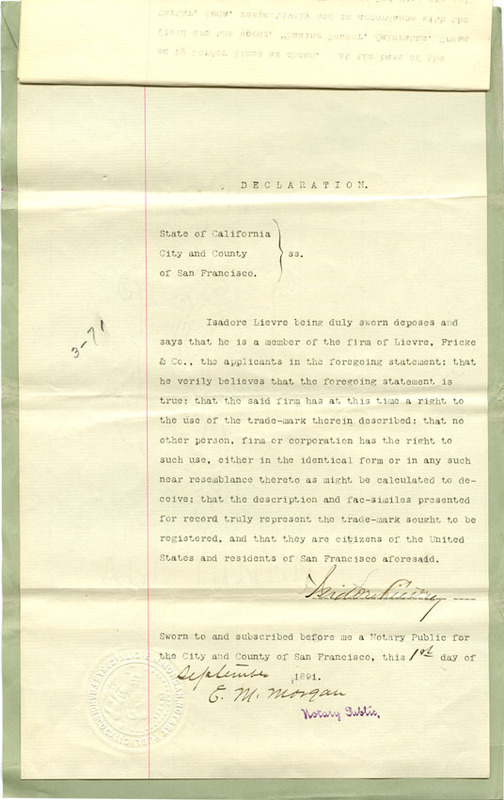 DECLARATION.
State of California
City and County
of San Francisco.
ss.
3-71
Isadore Lievre being duly sworn deposes and
says that he is a member of the firm of Lievre, Fricke
& Co., the applicants in the foregoing statement: that
he verily believes that the foregoing statement is
true; that the said firm has at this time a right to
the use of the trade-mark therein described; that no
other person, firm or corporation has the right to
such use, either in the identical form or in any such
near resemblance thereto as might be calculated to de-
ceive; that the description and fac-similes presented
for record truly represent the trade-mark sought to be
registered, and that they are citizens of the United
States and residents of San Francisco aforesaid.
Isidore Lievre
Sworn to and subscribed before me a Notary Public for
the City and County of San Francisco, this 1st day of
September 1891.
E. M. Morgan
Notary Public,